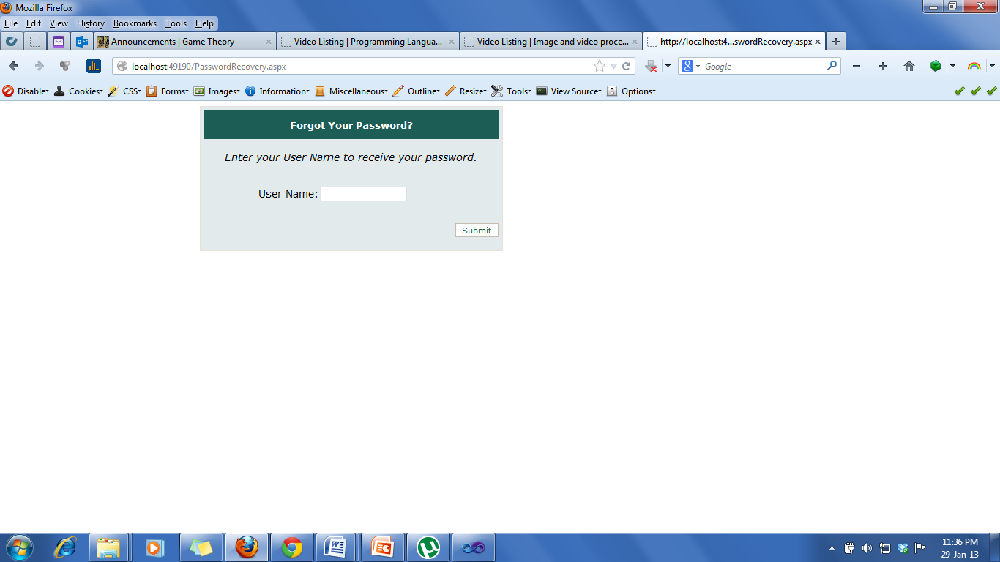 Mozilla Firefox
File Edit View History Bookmarks Tools Help
Announcements | Game Theory
Video Listing | Programming Langua...
Video Listing | Image and video proce...
http://localhost:4...swordRecovery.aspx
localhost:49190/PasswordRecovery.aspx
Google
Disable Cookies CSS Forms Images Information Miscellaneous Outline Resize Tools View Source Options
Forgot Your Password?
Enter your User Name to receive your password.
User Name:
Submit
11:36 PM
29-Jan-13